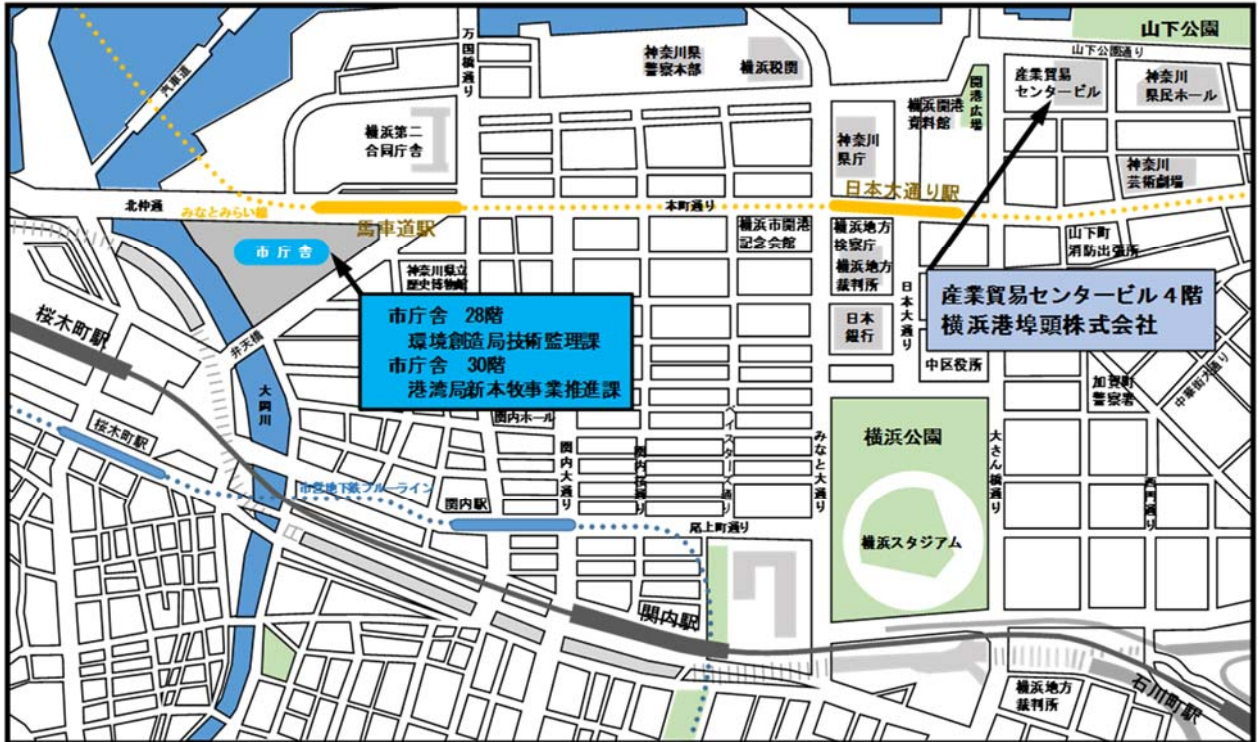 山下公園
山下公園通り
万国橋通り
神奈川県
警察本部
横浜税関
産業貿易
センタービル
神奈川
県民ホール
開港広場
横浜開港
資料館
汽車道
横浜第二
合同庁舎
神奈川
県庁
神奈川
芸術劇場
北仲通
みなとみらい線
馬車道駅
本町通り
日本大通り駅
市庁舎
神奈川県立
歴史博物館
横浜市開港
記念会館
横浜地方
検察庁
横浜地方
裁判所
山下町
消防出張所
産業貿易センタービル4階
横浜港埠頭株式会社
市庁舎 28階
環境創造局技術監理課
市庁舎 30階
港湾局新本牧事業推進課
日本大通り
日本
銀行
中区役所
桜木町駅
弁天橋
大岡川
加賀町
警察署
中華街大通り
関内ホール
桜木町駅
関内大通り
ベイスターズ通り
みなと大通り
横浜公園
大さん橋通り
西門通り
市営地下鉄ブルーライン
関内駅
尾上町通り
横浜スタジアム
関内駅
横浜地方
裁判所
石川町駅